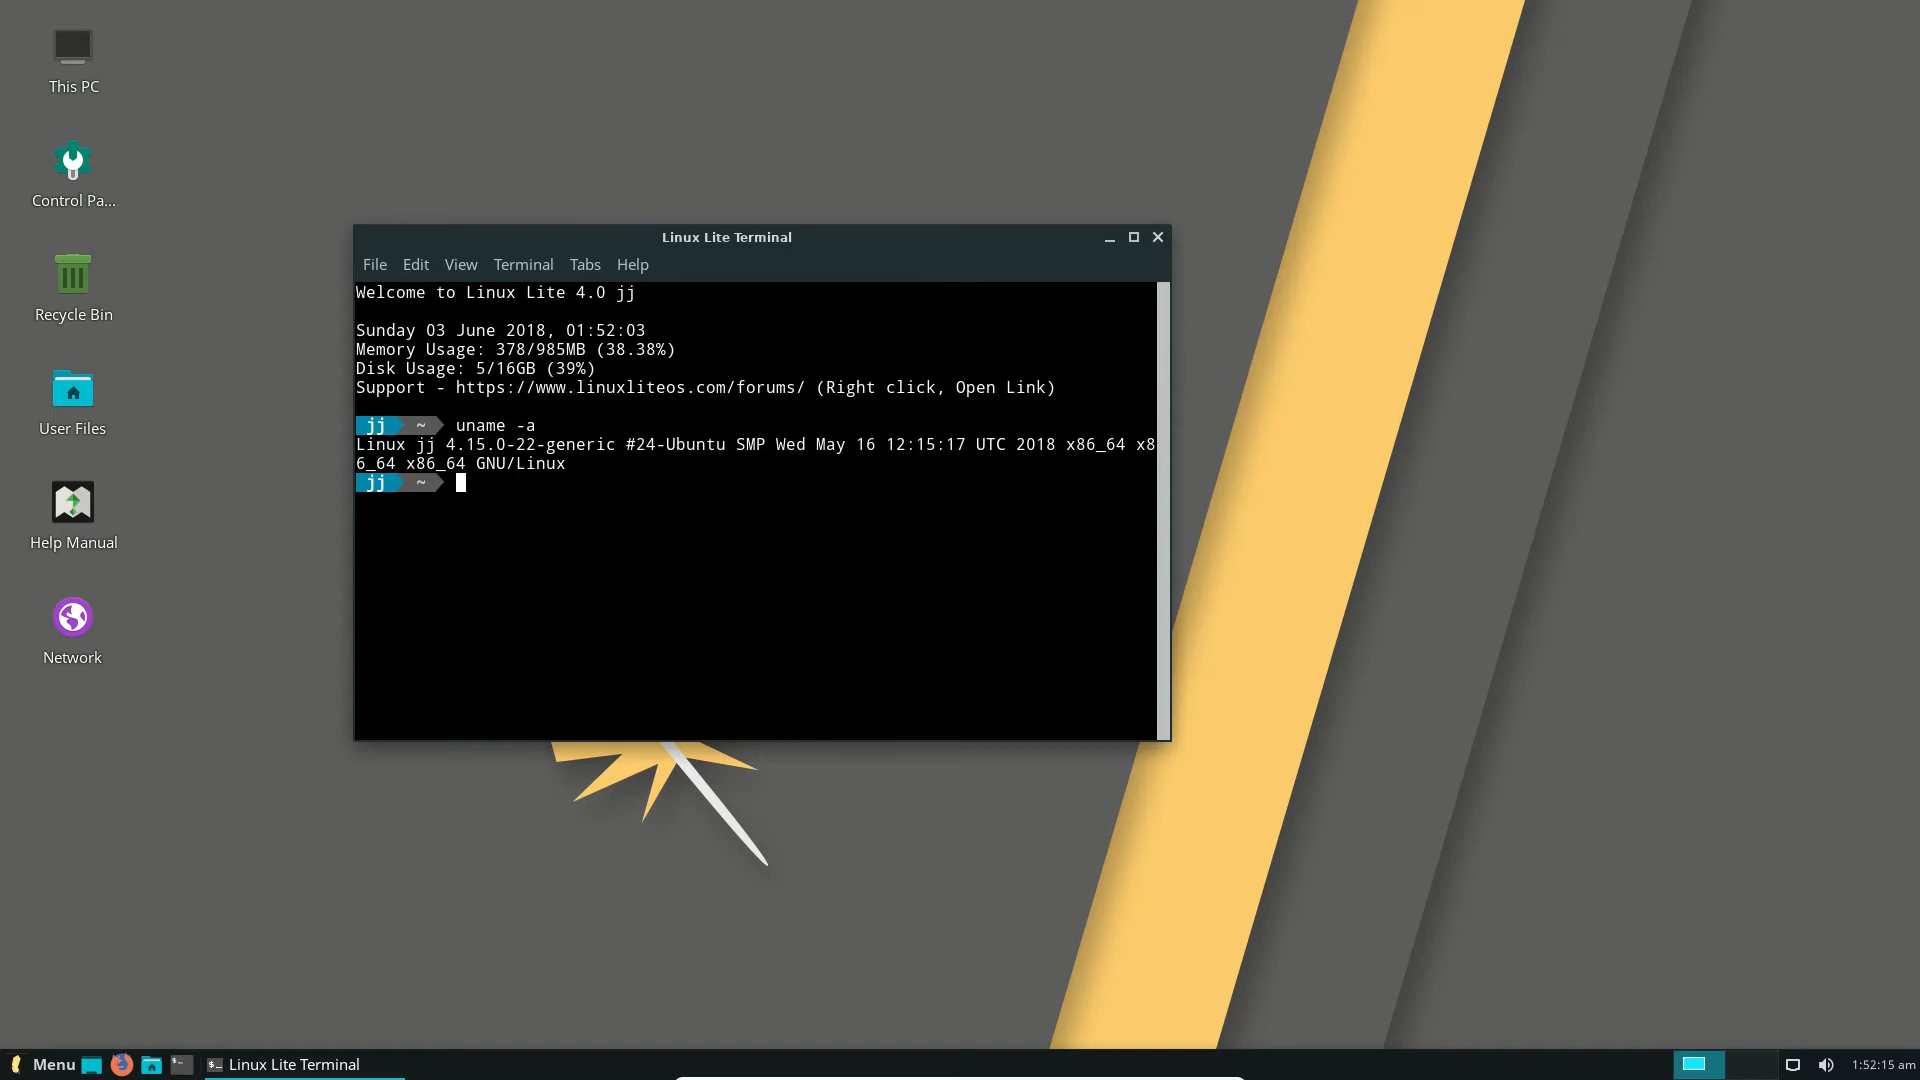 This PC
Control Pa...
Recycle Bin
User Files
Help Manual
Network
Linux Lite Terminal
File Edit View Terminal Tabs Help
Welcome to Linux Lite 4.0 jj
Sunday 03 June 2018, 01:52:03
Memory Usage: 378/985MB (38.38%)
Disk Usage: 5/16GB (39%)
Support - https://www.linuxliteos.com/forums/ (Right click, Open Link)
jj ~ uname -a
Linux jj 4.15.0-22-generic #24-Ubuntu SMP Wed May 16 12:15:17 UTC 2018 x86_64 x8
6_64 x86_64 GNU/Linux
jj ~
Menu Linux Lite Terminal 1:52:15 am